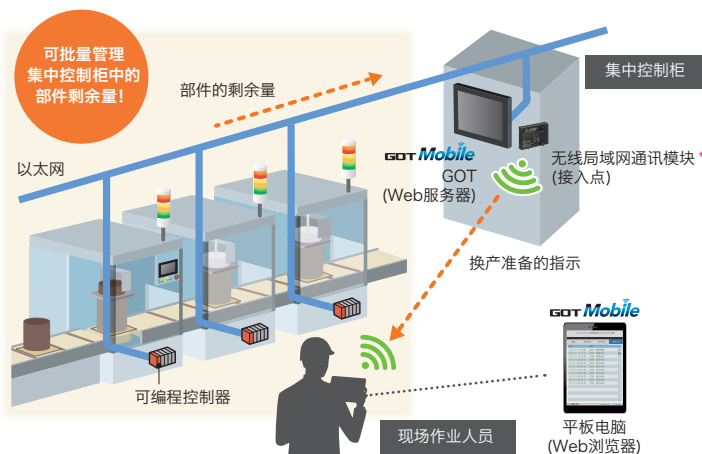 可批量管理
集中控制柜中的
部件剩余量！
部件的剩余量
集中控制柜
以太网
GOT Mobile
GOT
(Web服务器)
无线局域网通讯模块 *
(接入点)
换产准备的指示
GOT Mobile
可编程控制器
现场作业人员
平板电脑
(Web浏览器)